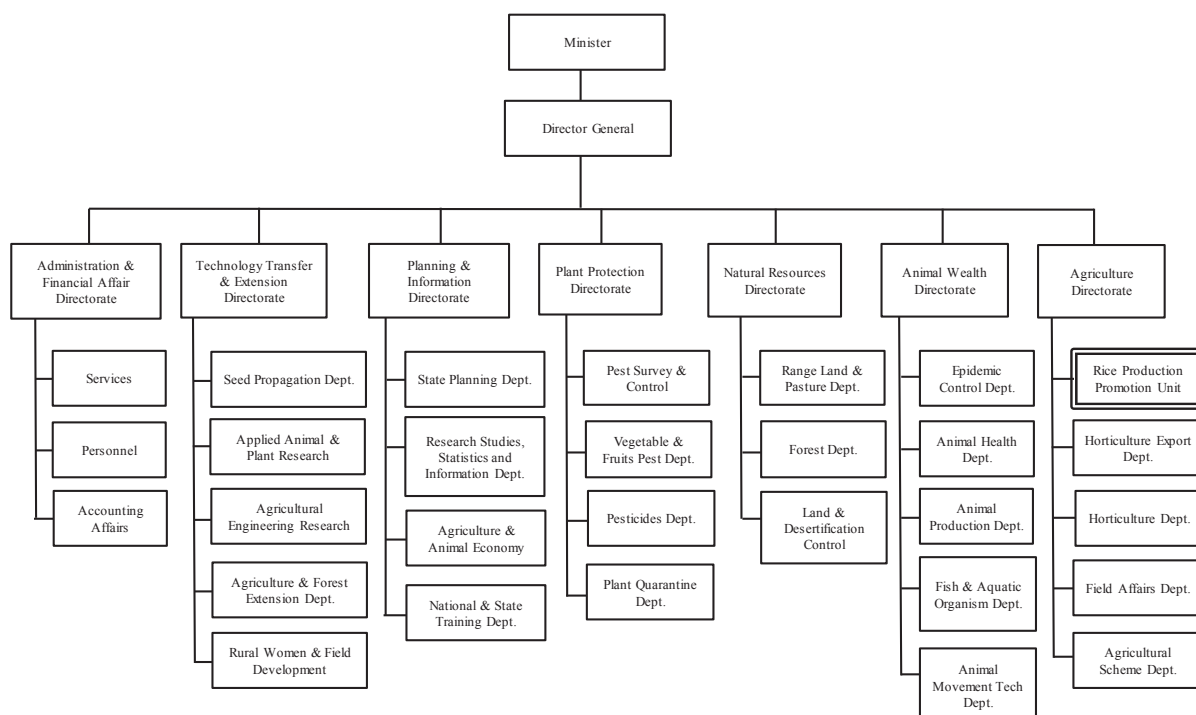 Minister
Director General
Administration &
Financial Affair
Directorate
Technology Transfer
& Extension
Directorate
Planning &
Information
Directorate
Plant Protection
Directorate
Natural Resources
Directorate
Animal Wealth
Directorate
Agriculture
Directorate
Services
Personnel
Accounting
Affairs
Seed Propagation Dept.
Applied Animal &
Plant Research
Agricultural
Engineering Research
Agriculture & Forest
Extension Dept.
Rural Women & Field
Development
State Planning Dept.
Research Studies,
Statistics and
Information Dept.
Agriculture &
Animal Economy
National & State
Training Dept.
Pest Survey &
Control
Vegetable &
Fruits Pest Dept.
Pesticides Dept.
Plant Quarantine
Dept.
Range Land &
Pasture Dept.
Forest Dept.
Land &
Desertification
Control
Epidemic
Control Dept.
Animal Health
Dept.
Animal
Production Dept.
Fish & Aquatic
Organism Dept.
Animal
Movement Tech
Dept.
Rice Production
Promotion Unit
Horticulture Export
Dept.
Horticulture Dept.
Field Affairs Dept.
Agricultural
Scheme Dept.